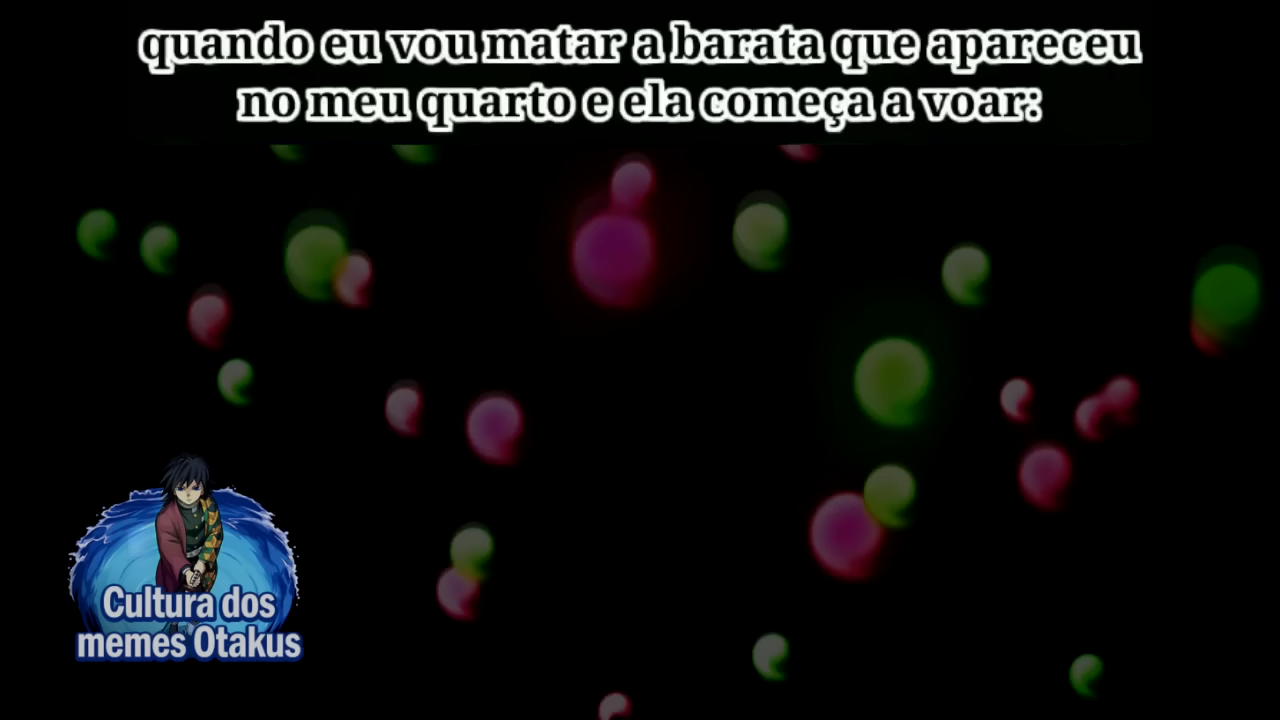 quando eu vou matar a barata que apareceu
no meu quarto e ela começa a voar:
Cultura dos
memes Otakus